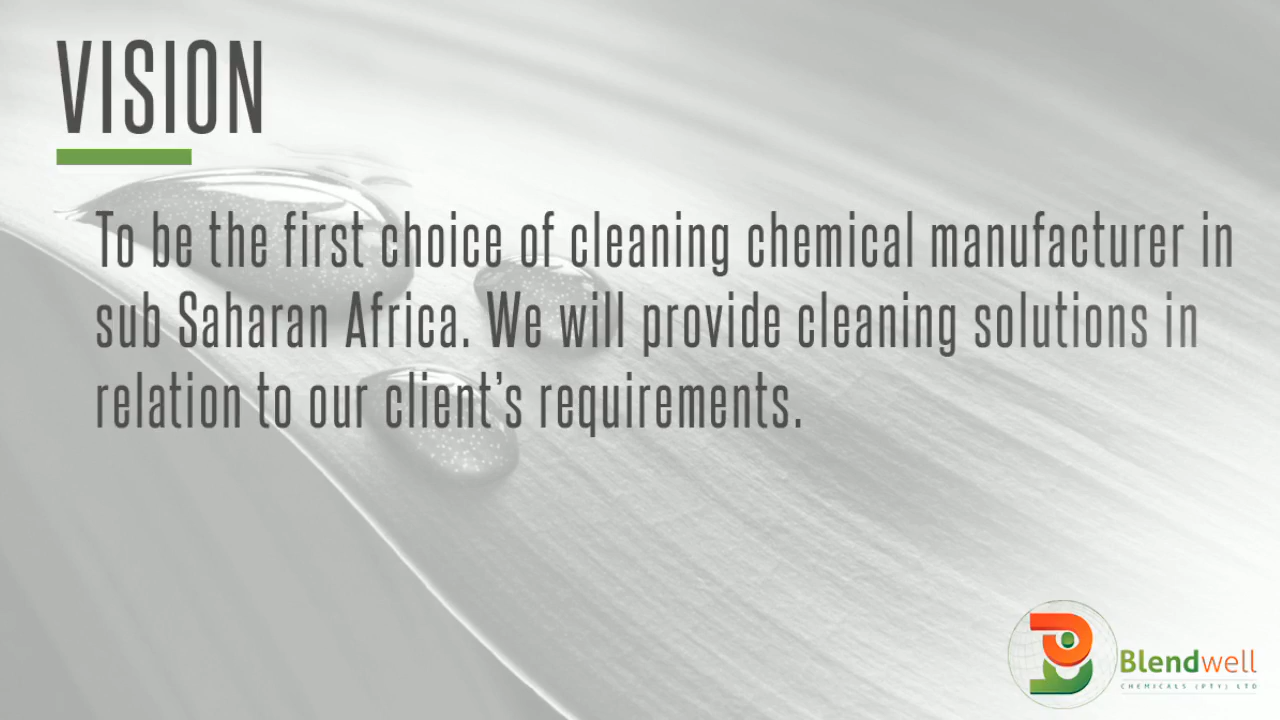 VISION
To be the first choice of cleaning chemical manufacturer in
sub Saharan Africa. We will provide cleaning solutions in
relation to our client’s requirements.
Blendwell
CHEMICALS (PTY) LTD